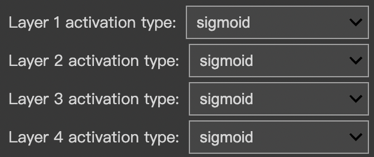 Layer 1 activation type: sigmoid
Layer 2 activation type: sigmoid
Layer 3 activation type: sigmoid
Layer 4 activation type: sigmoid